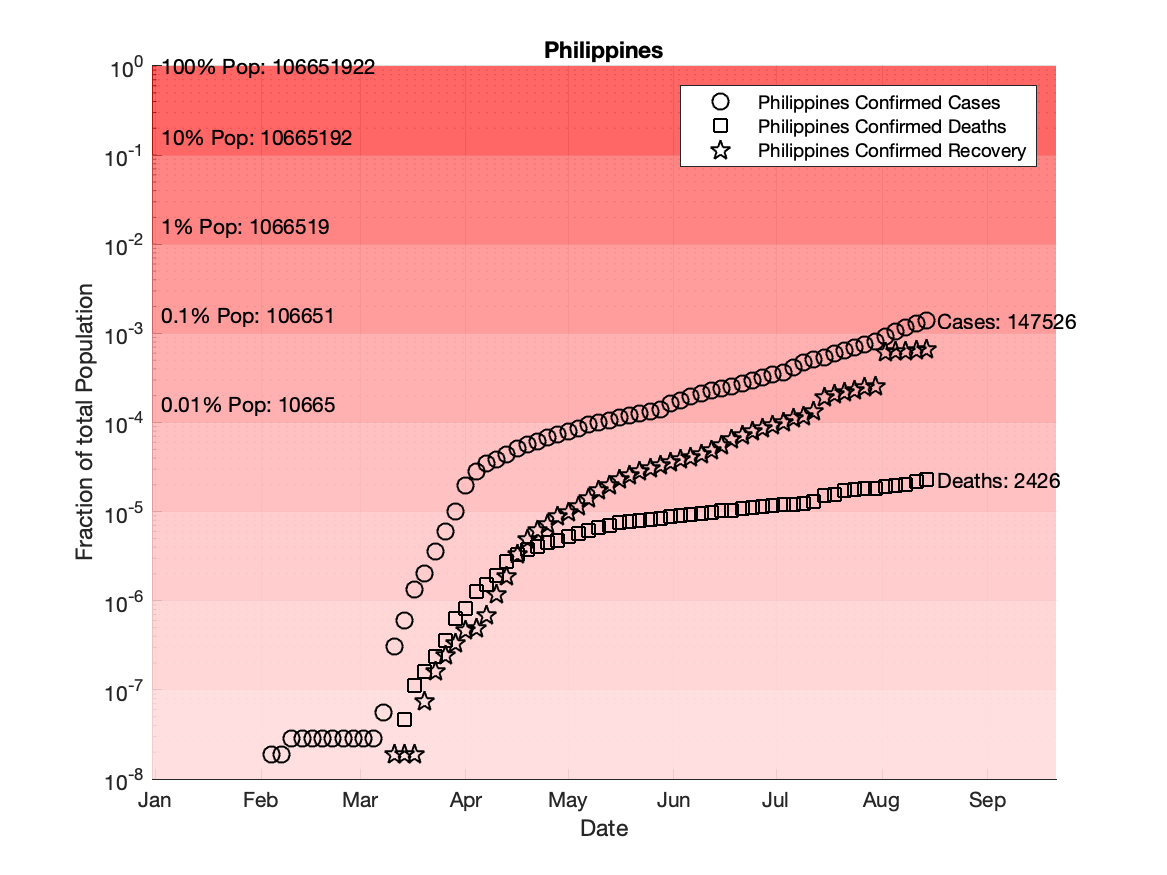 Philippines
10^0
100% Pop: 106651922
Philippines Confirmed Cases
Philippines Confirmed Deaths
Philippines Confirmed Recovery
10% Pop: 10665192
10^-1
1% Pop: 1066519
10^-2
0.1% Pop: 106651
10^-3
Cases: 147526
0.01% Pop: 10665
10^-4
Deaths: 2426
10^-5
10^-6
10^-7
10^-8
Fraction of total Population
Jan Feb Mar Apr May Jun Jul Aug Sep
Date